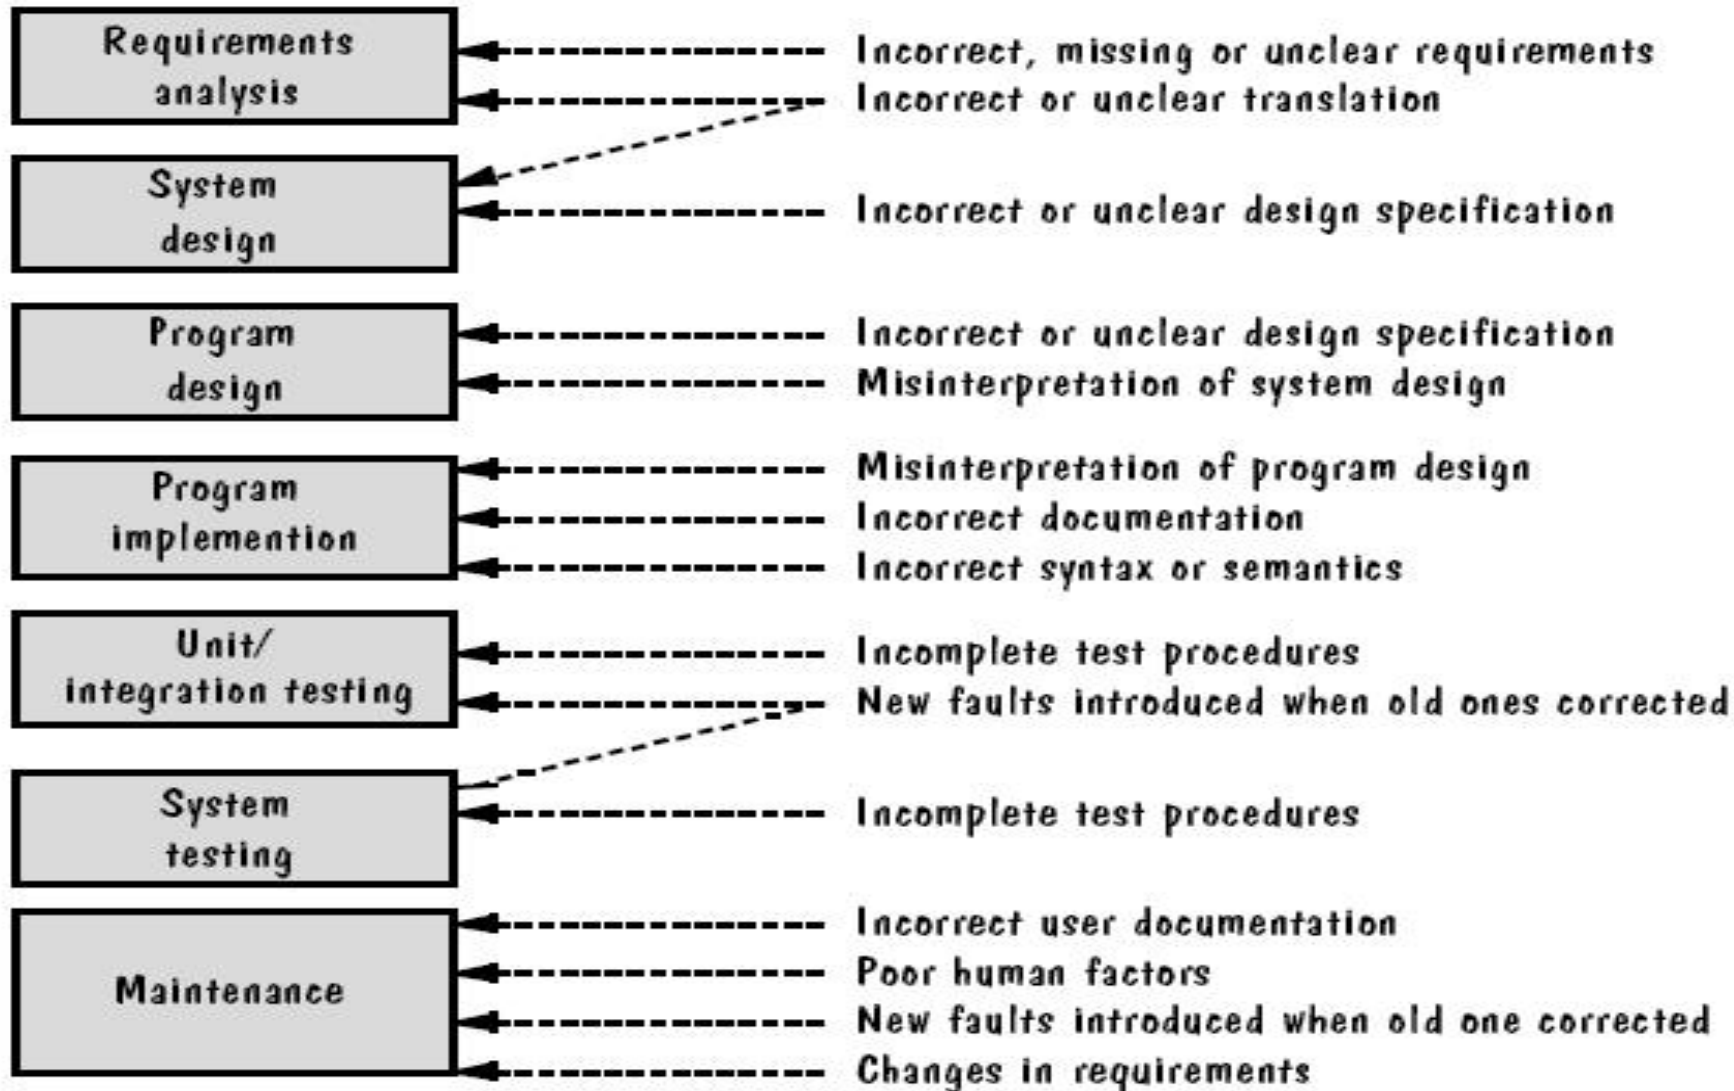 Requirements
analysis
Incorrect, missing or unclear requirements
Incorrect or unclear translation
System
design
Incorrect or unclear design specification
Program
design
Incorrect or unclear design specification
Misinterpretation of system design
Program
implemention
Misinterpretation of program design
Incorrect documentation
Incorrect syntax or semantics
Unit/
integration testing
Incomplete test procedures
New faults introduced when old ones corrected
System
testing
Incomplete test procedures
Maintenance
Incorrect user documentation
Poor human factors
New faults introduced when old one corrected
Changes in requirements